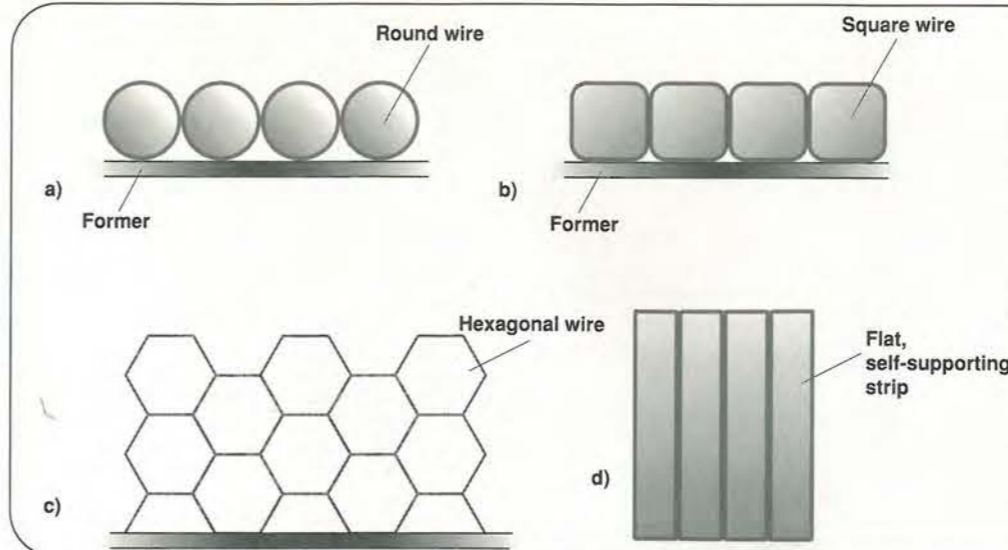 Round wire
a)
Former
Square wire
b)
Former
Hexagonal wire
c)
Flat,
self-supporting
strip
d)